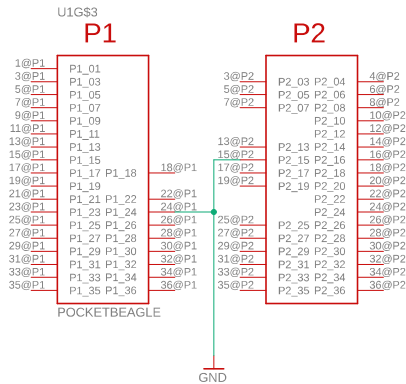 U1G$3
P1 P2
1@P1 P1_01
3@P1 P1_03 3@P2 P2_03 P2_04 4@P2
5@P1 P1_05 5@P2 P2_05 P2_06 6@P2
7@P1 P1_07 7@P2 P2_07 P2_08 8@P2
9@P1 P1_09 P2_10 10@P2
11@P1 P1_11 P2_12 12@P2
13@P1 P1_13 13@P2 P2_13 P2_14 14@P2
15@P1 P1_15 15@P2 P2_15 P2_16 16@P2
17@P1 P1_17 P1_18 18@P1 17@P2 P2_17 P2_18 18@P2
19@P1 P1_19 19@P2 P2_19 P2_20 20@P2
21@P1 P1_21 P1_22 22@P1 P2_22 22@P2
23@P1 P1_23 P1_24 24@P1 P2_24 24@P2
25@P1 P1_25 P1_26 26@P1 25@P2 P2_25 P2_26 26@P2
27@P1 P1_27 P1_28 28@P1 27@P2 P2_27 P2_28 28@P2
29@P1 P1_29 P1_30 30@P1 29@P2 P2_29 P2_30 30@P2
31@P1 P1_31 P1_32 32@P1 31@P2 P2_31 P2_32 32@P2
33@P1 P1_33 P1_34 34@P1 33@P2 P2_33 P2_34 34@P2
35@P1 P1_35 P1_36 36@P1 35@P2 P2_35 P2_36 36@P2
POCKETBEAGLE
GND